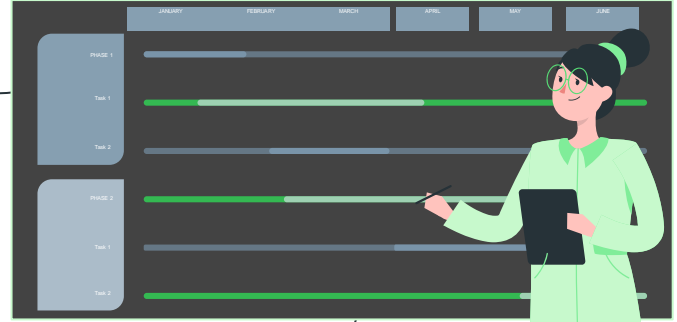 JANUARY FEBRUARY MARCH APRIL MAY JUNE
PHASE 1
Task 1
Task 2
PHASE 2
Task 1
Task 2